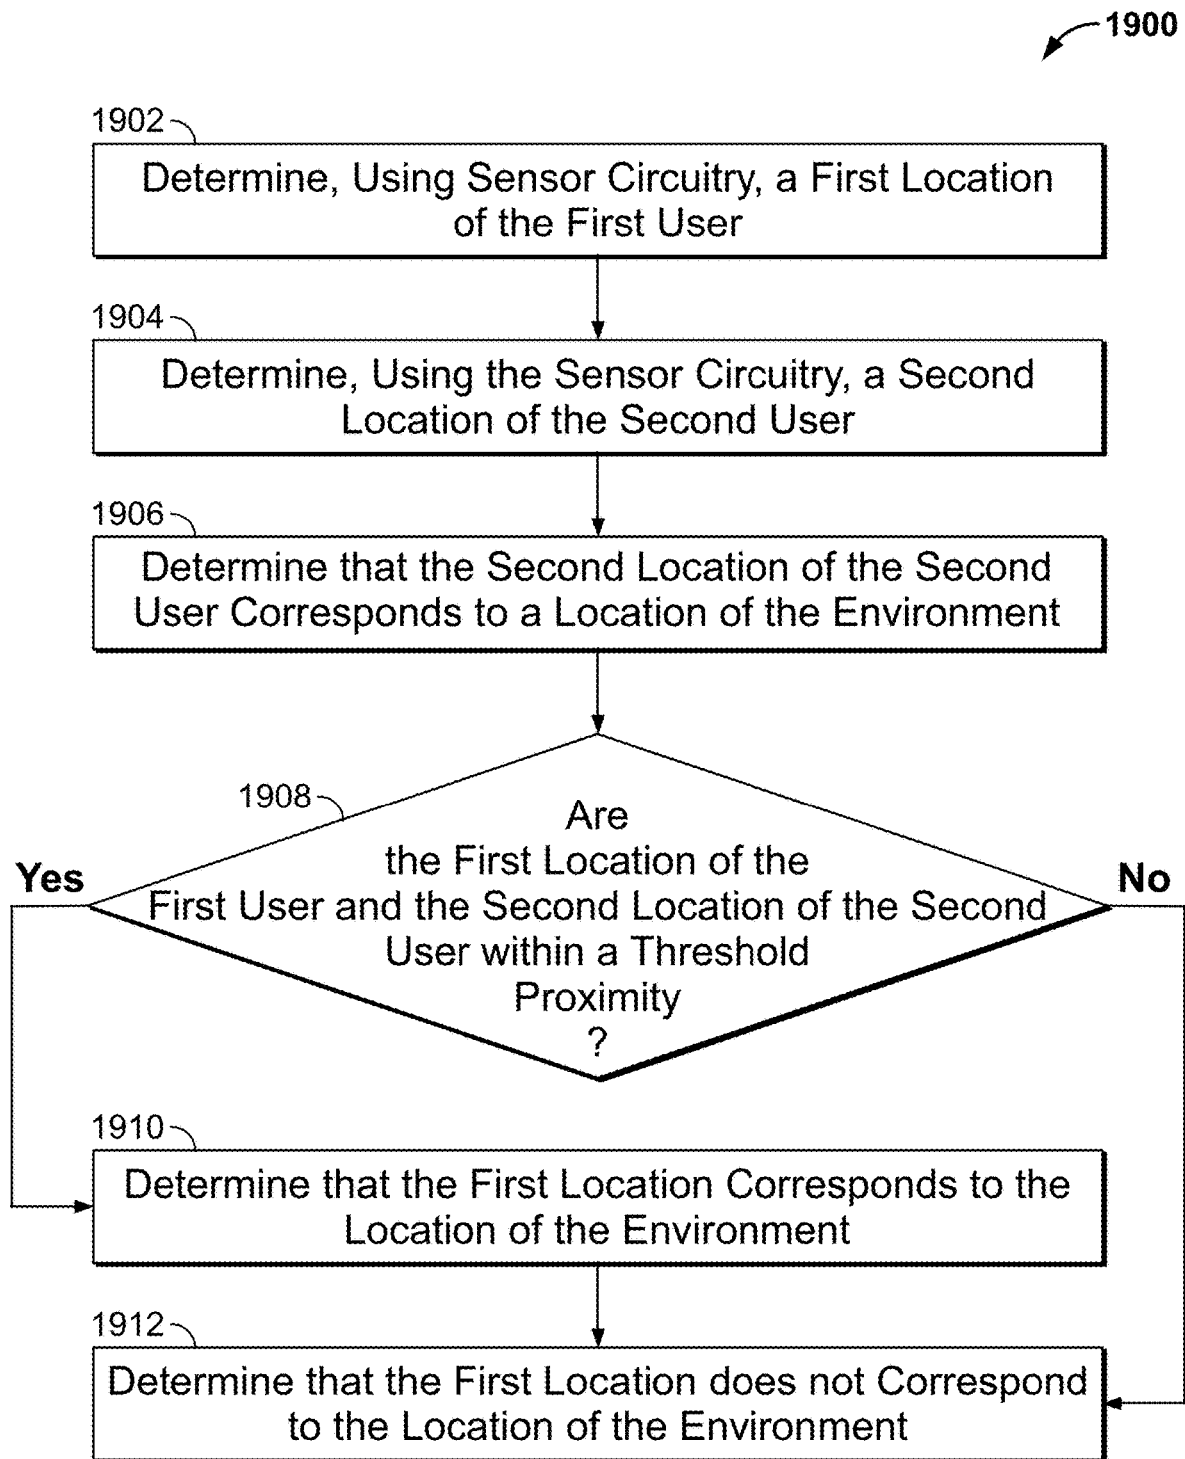 1900
1902
Determine, Using Sensor Circuitry, a First Location
of the First User
1904
Determine, Using the Sensor Circuitry, a Second
Location of the Second User
1906
Determine that the Second Location of the Second
User Corresponds to a Location of the Environment
1908
Are
the First Location of the
First User and the Second Location of the Second
User within a Threshold
Proximity
?
Yes
No
1910
Determine that the First Location Corresponds to the
Location of the Environment
1912
Determine that the First Location does not Correspond
to the Location of the Environment